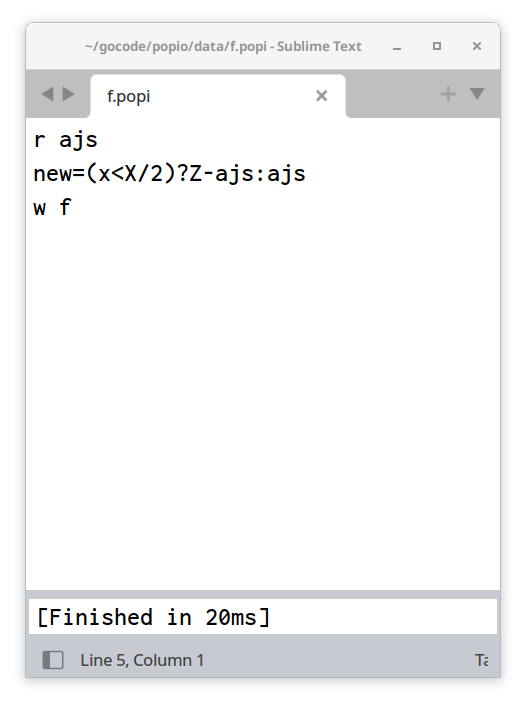 ~/gocode/popio/data/f.popi - Sublime Text
f.popi
r ajs
new=(x<X/2)?Z-ajs:ajs
w f
[Finished in 20ms]
Line 5, Column 1